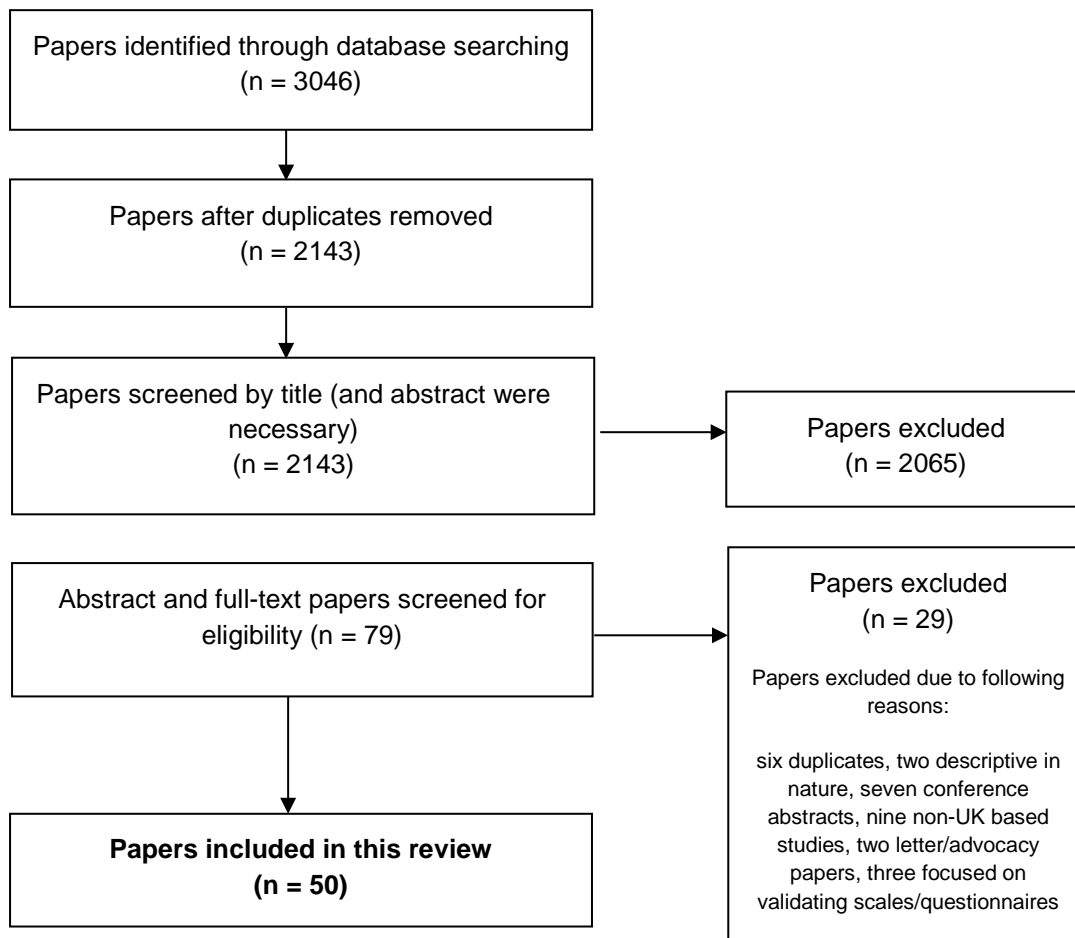 Papers identified through database searching
(n = 3046)
Papers after duplicates removed
(n = 2143)
Papers screened by title (and abstract were
necessary)
(n = 2143)
Papers excluded
(n = 2065)
Abstract and full-text papers screened for
eligibility (n = 79)
Papers excluded
(n = 29)
Papers excluded due to following
reasons:
six duplicates, two descriptive in
nature, seven conference
abstracts, nine non-UK based
studies, two letter/advocacy
papers, three focused on
validating scales/questionnaires
Papers included in this review
(n = 50)